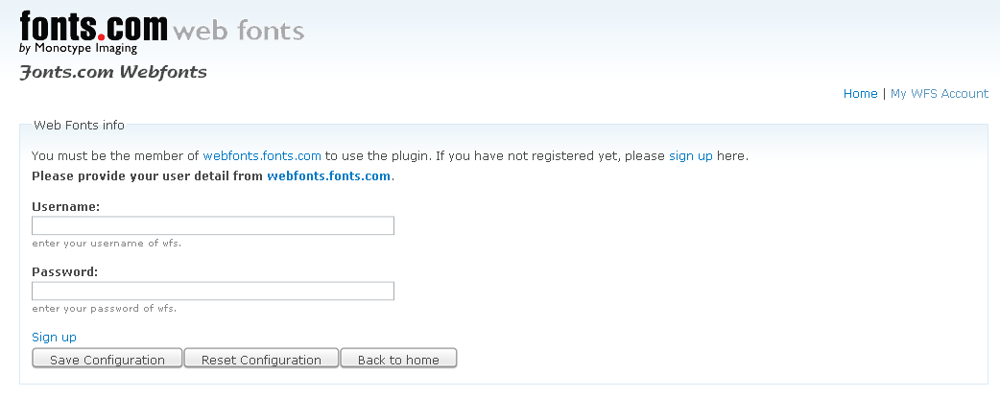 fonts.com web fonts
by Monotype Imaging
Fonts.com Webfonts
Home | My WFS Account
Web Fonts info
You must be the member of webfonts.fonts.com to use the plugin. If you have not registered yet, please sign up here.
Please provide your user detail from webfonts.fonts.com.
Username:
enter your username of wfs.
Password:
enter your password of wfs.
Sign up
Save Configuration Reset Configuration Back to home